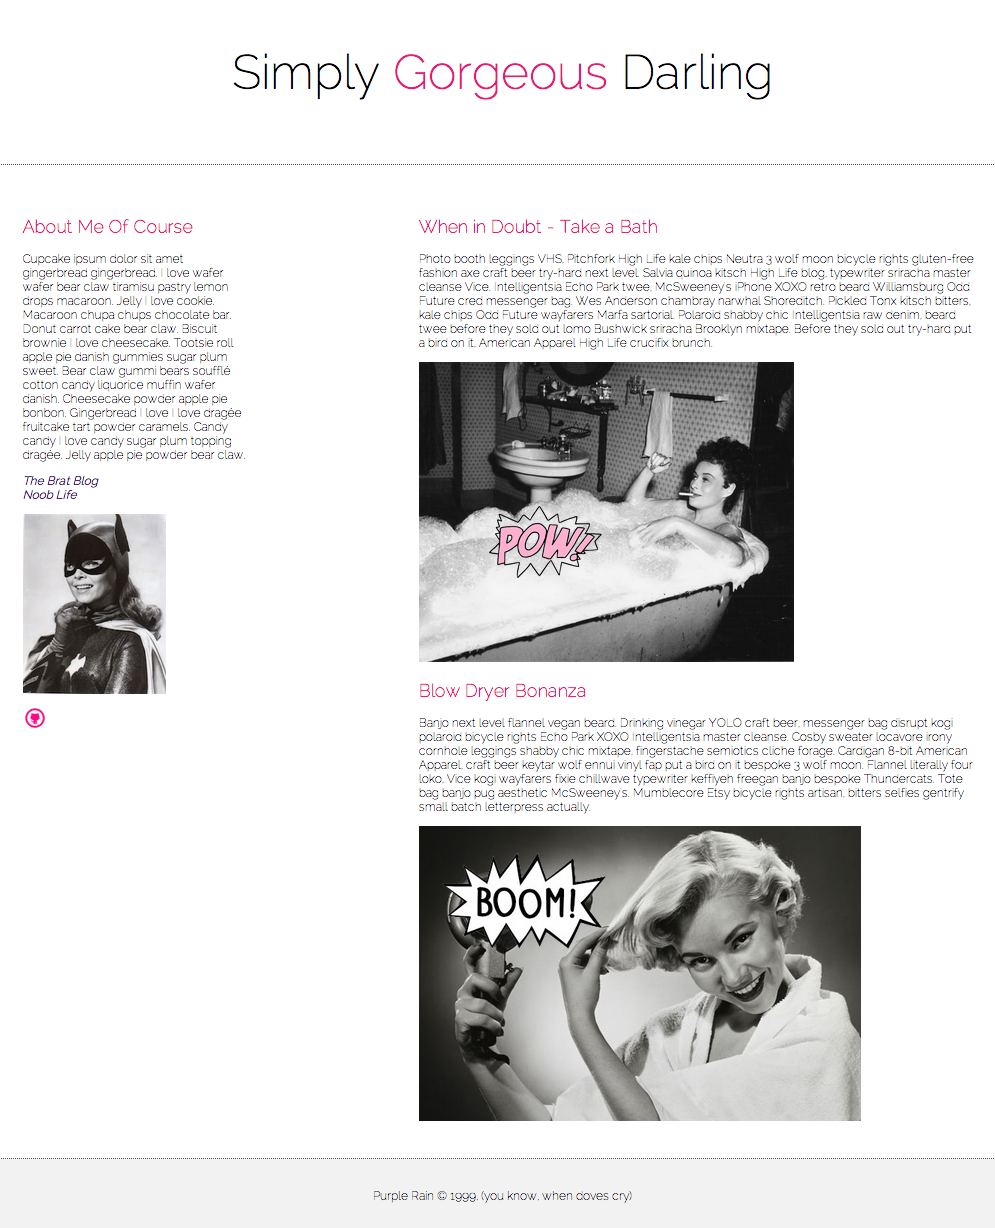 Simply Gorgeous Darling
About Me Of Course
Cupcake ipsum dolor sit amet
gingerbread gingerbread. I love wafer
wafer bear claw tiramisu pastry lemon
drops macaroon. Jelly I love cookie.
Macaroon chupa chups chocolate bar.
Donut carrot cake bear claw. Biscuit
brownie I love cheesecake. Tootsie roll
apple pie danish gummies sugar plum
sweet. Bear claw gummi bears soufflé
cotton candy liquorice muffin wafer
danish. Cheesecake powder apple pie
bonbon. Gingerbread I love I love dragée
fruitcake tart powder caramels. Candy
candy I love candy sugar plum topping
dragée. Jelly apple pie powder bear claw.
The Brat Blog
Noob Life
When in Doubt - Take a Bath
Photo booth leggings VHS, Pitchfork High Life kale chips Neutra 3 wolf moon bicycle rights gluten-free
fashion axe craft beer try-hard next level. Salvia quinoa kitsch High Life blog, typewriter sriracha master
cleanse Vice. Intelligentsia Echo Park twee, McSweeney's iPhone XOXO retro beard Williamsburg Odd
Future cred messenger bag. Wes Anderson chambray narwhal Shoreditch. Pickled Tonx kitsch bitters,
kale chips Odd Future wayfarers Marfa sartorial. Polaroid shabby chic Intelligentsia raw denim, beard
twee before they sold out lomo Bushwick sriracha Brooklyn mixtape. Before they sold out try-hard put
a bird on it, American Apparel High Life crucifix brunch.
POW!
Blow Dryer Bonanza
Banjo next level flannel vegan beard. Drinking vinegar YOLO craft beer, messenger bag disrupt kogi
polaroid bicycle rights Echo Park XOXO Intelligentsia master cleanse. Cosby sweater locavore irony
cornhole leggings shabby chic mixtape, fingerstache semiotics cliche forage. Cardigan 8-bit American
Apparel, craft beer keytar wolf ennui vinyl fap put a bird on it bespoke 3 wolf moon. Flannel literally four
loko, Vice kogi wayfarers fixie chillwave typewriter keffiyeh freegan banjo bespoke Thundercats. Tote
bag banjo pug aesthetic McSweeney's. Mumblecore Etsy bicycle rights artisan, bitters selfies gentrify
small batch letterpress actually.
BOOM!
Purple Rain © 1999, (you know, when doves cry)